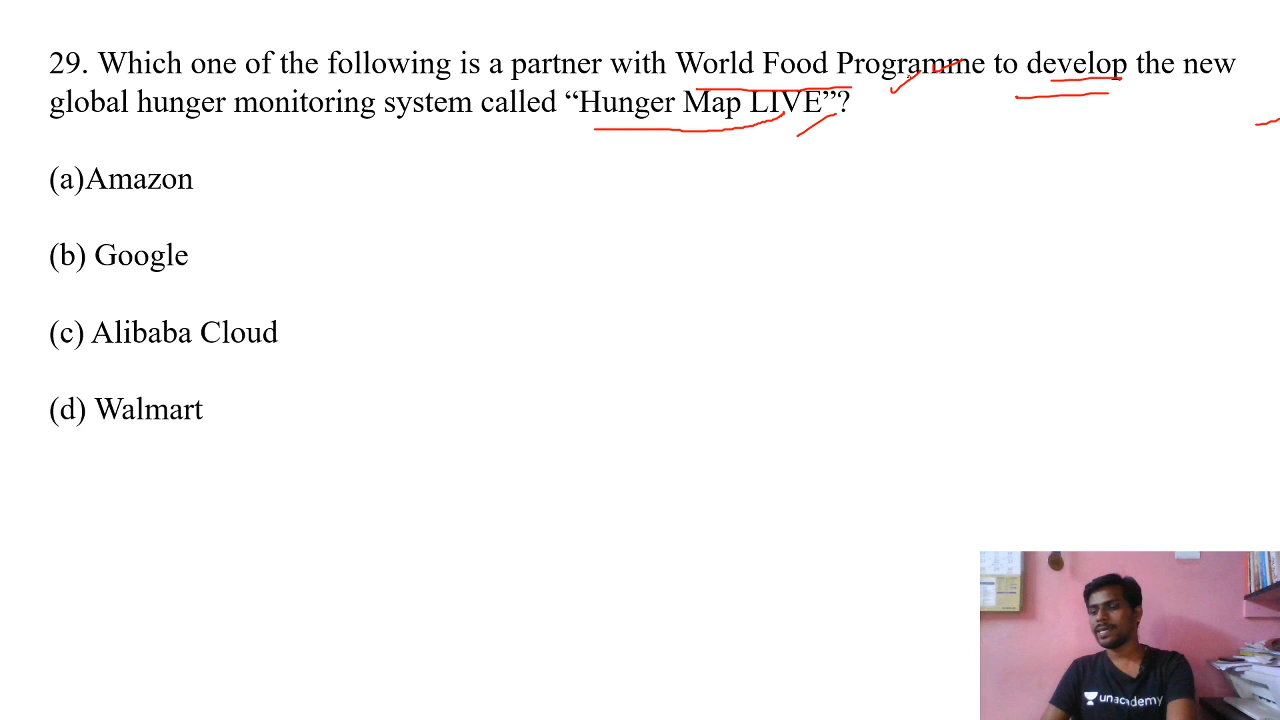 29. Which one of the following is a partner with World Food Programme to develop the new
global hunger monitoring system called “Hunger Map LIVE”?
(a)Amazon
(b) Google
(c) Alibaba Cloud
(d) Walmart
unacademy